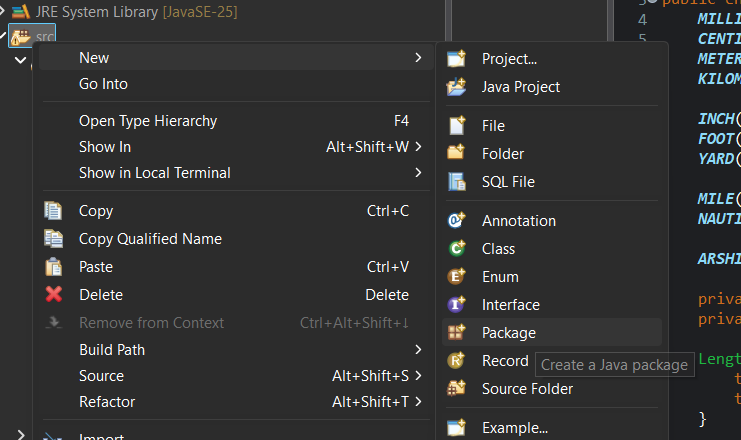 JRE System Library [JavaSE-25]
src
New
Go Into
Open Type Hierarchy F4
Show In Alt+Shift+W
Show in Local Terminal
Copy Ctrl+C
Copy Qualified Name
Paste Ctrl+V
Delete Delete
Remove from Context Ctrl+Alt+Shift+↓
Build Path
Source Alt+Shift+S
Refactor Alt+Shift+T
Import
Project...
Java Project
File
Folder
SQL File
Annotation
Class
Enum
Interface
Package
Record
Create a Java package
Source Folder
Example...
4
5
MILLI
CENTI
METER
KILOM
INCH(
FOOT(
YARD(
MILE(
NAUTI
ARSHI
priva
priva
Lengt
t
t
}